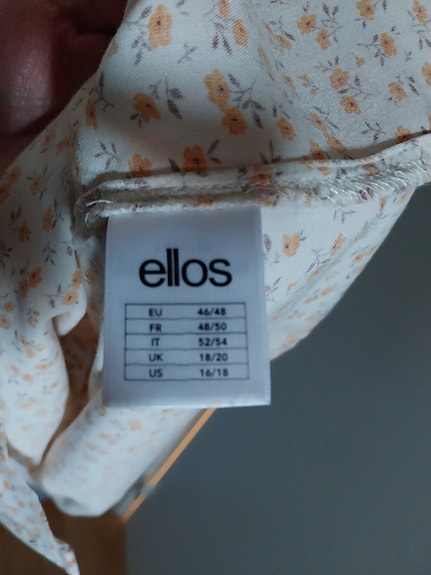 ellos
EU 46/48
FR 48/50
IT 52/54
UK 18/20
US 16/18